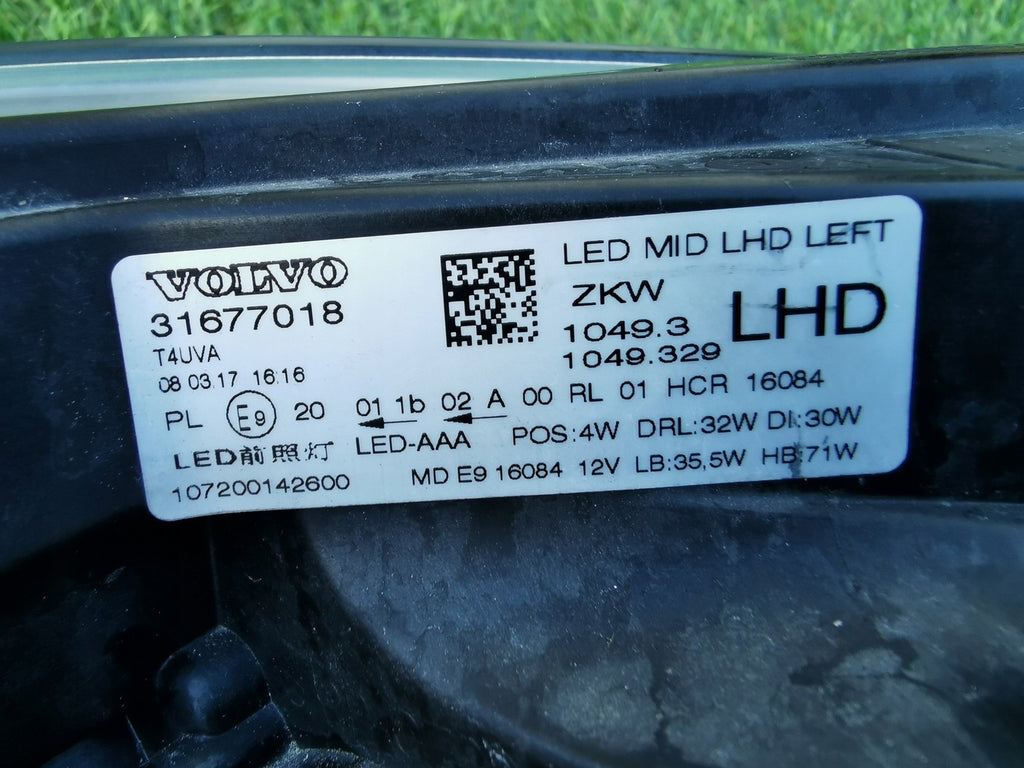 VOLVO
31677018
T4UVA
08 03.17 16:16
LED MID LHD LEFT
ZKW
1049.3
1049.329
LHD
PL E9 20 01 1b 02 A 00 RL 01 HCR 16084
LED前照灯 LED-AAA POS:4W DRL:32W DI:30W
107200142600 MD E9 16084 12V LB:35,5W HB:71W